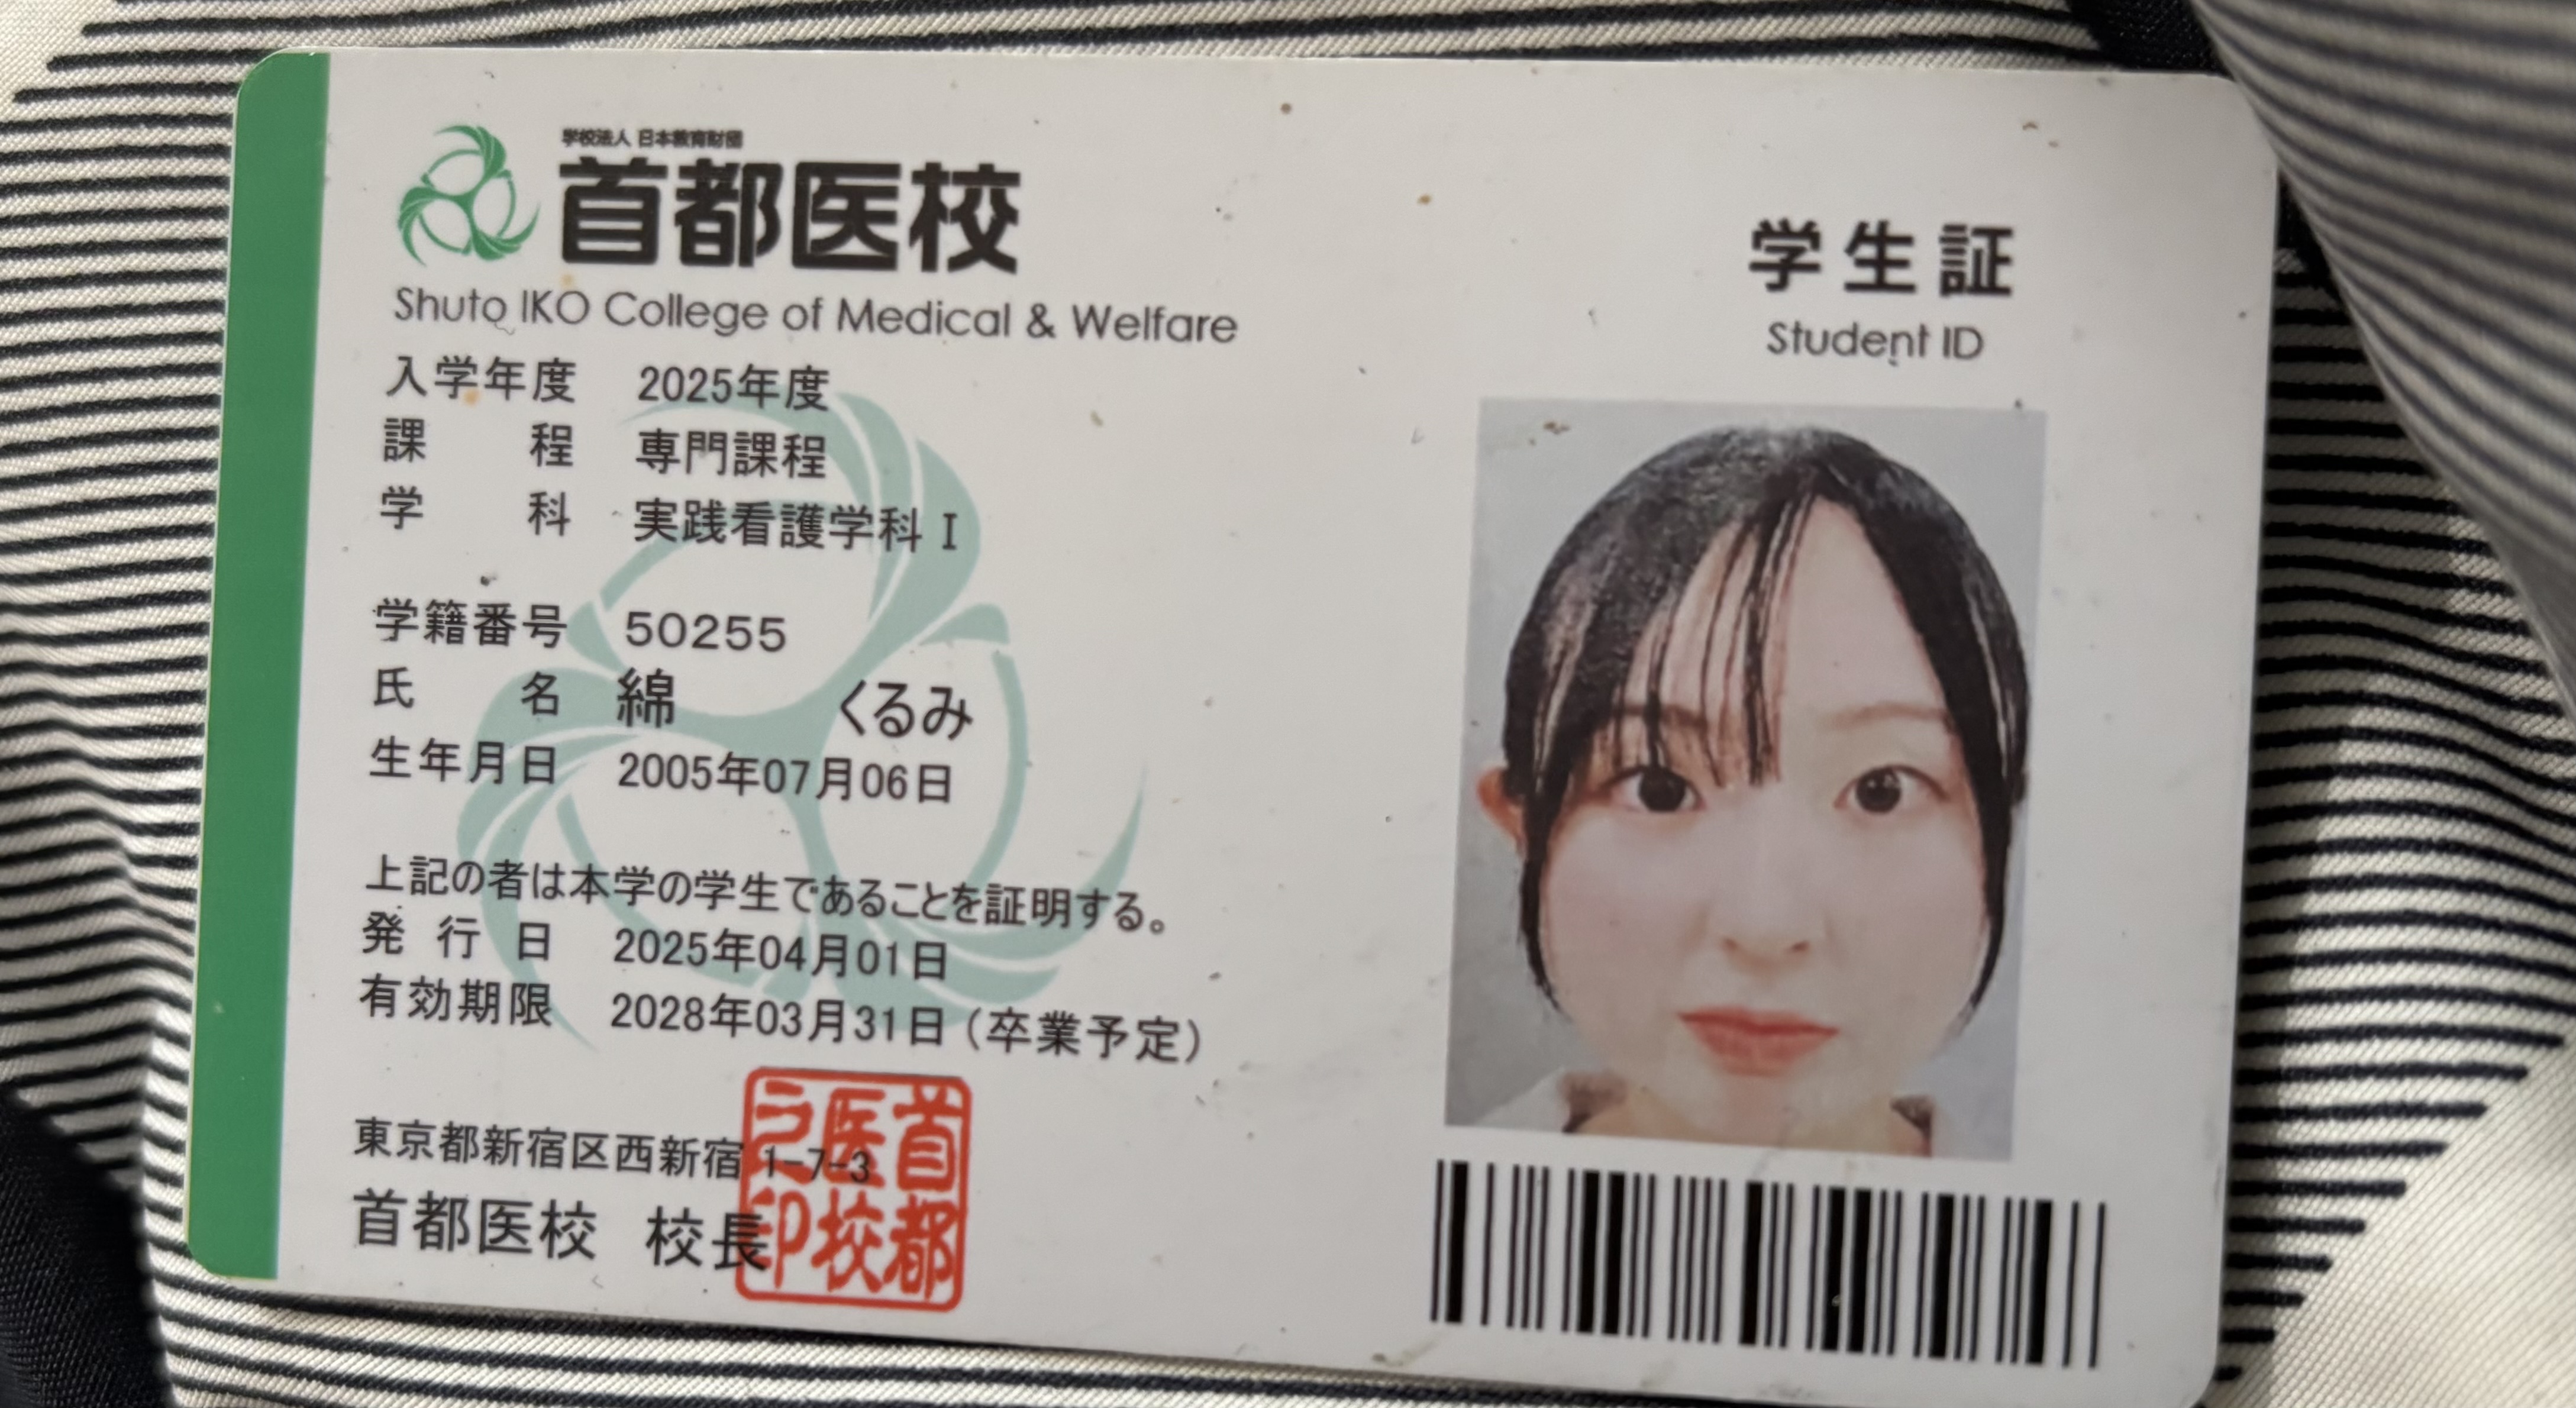 学校法人 日本教育財団
首都医校
Shuto IKO College of Medical & Welfare
学生証
Student ID
入学年度 2025年度
課程 専門課程
学科 実践看護学科Ⅰ
学籍番号 50255
氏名 綿 くるみ
生年月日 2005年07月06日
上記の者は本学の学生であることを証明する。
発行日 2025年04月01日
有効期限 2028年03月31日（卒業予定）
東京都新宿区西新宿1-7-3
首都医校 校長
首都医校之印